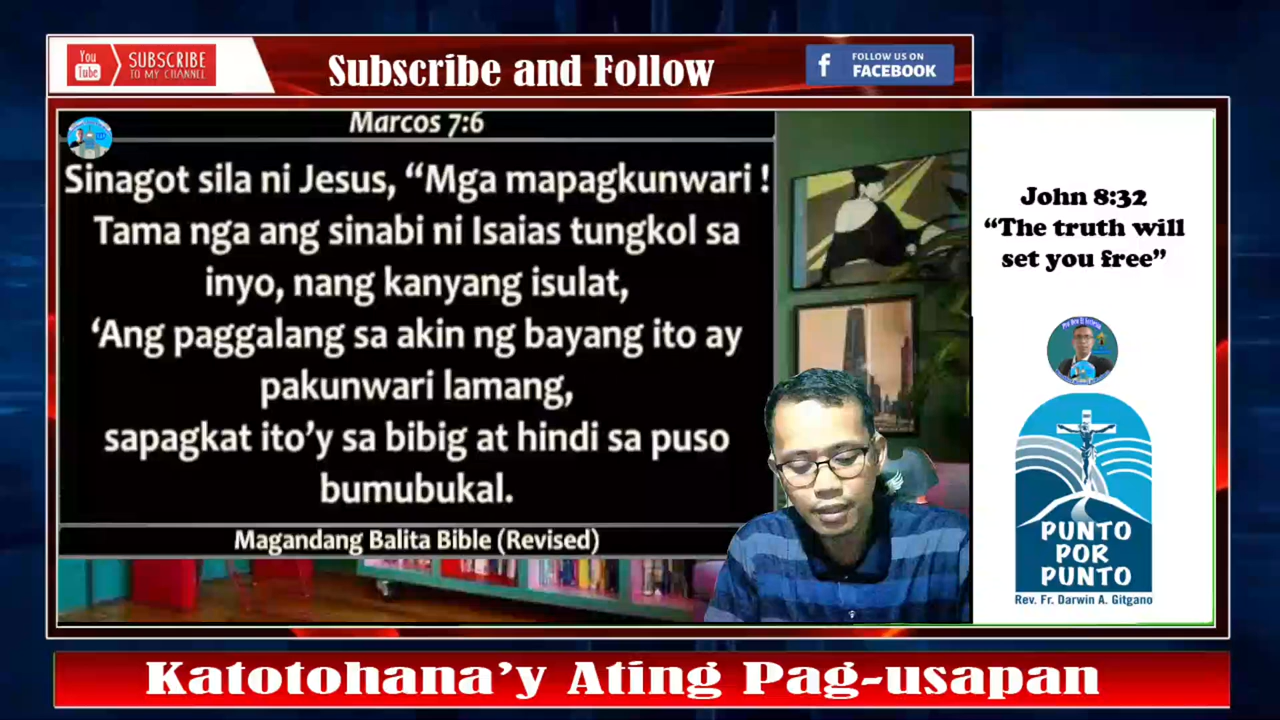 You
Tube
SUBSCRIBE
TO MY CHANNEL
Subscribe and Follow
f
FOLLOW US ON
FACEBOOK
Marcos 7:6
Sinagot sila ni Jesus, “Mga mapagkunwari !
Tama nga ang sinabi ni Isaias tungkol sa
inyo, nang kanyang isulat,
‘Ang paggalang sa akin ng bayang ito ay
pakunwari lamang,
sapagkat ito’y sa bibig at hindi sa puso
bumubukal.
Magandang Balita Bible (Revised)
John 8:32
“The truth will
set you free”
PUNTO
POR
PUNTO
Rev. Fr. Darwin A. Gitgano
Katotohana’y Ating Pag-usapan